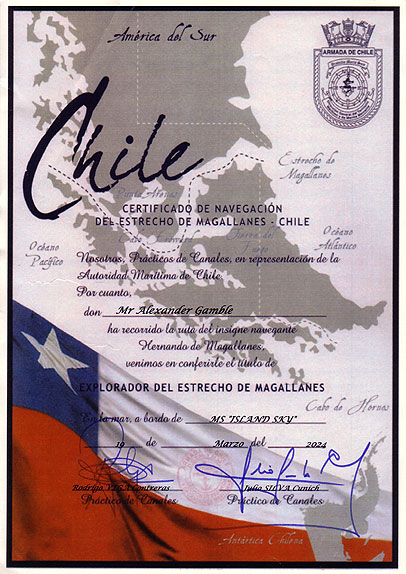 América del Sur
ARMADA DE CHILE
Chile
Estrecho de
Magallanes
Punta Arenas
CERTIFICADO DE NAVEGACIÓN
DEL ESTRECHO DE MAGALLANES - CHILE
Océano
Pacífico
Océano
Atlántico
Nosotros, Prácticos de Canales, en representación de la
Autoridad Marítima de Chile
Por cuanto,
don Mr Alexander Gamble
ha recorrido la ruta del insigne navegante
Hernando de Magallanes,
venimos en conferirle el título de
EXPLORADOR DEL ESTRECHO DE MAGALLANES
Cabo de Hornos
En la mar, a bordo de MS "ISLAND SKY"
19 de Marzo del 2024
Rodrigo VEGA Contreras
Julio SILVA Cunich
Práctico de Canales
Práctico de Canales
Antártica Chilena